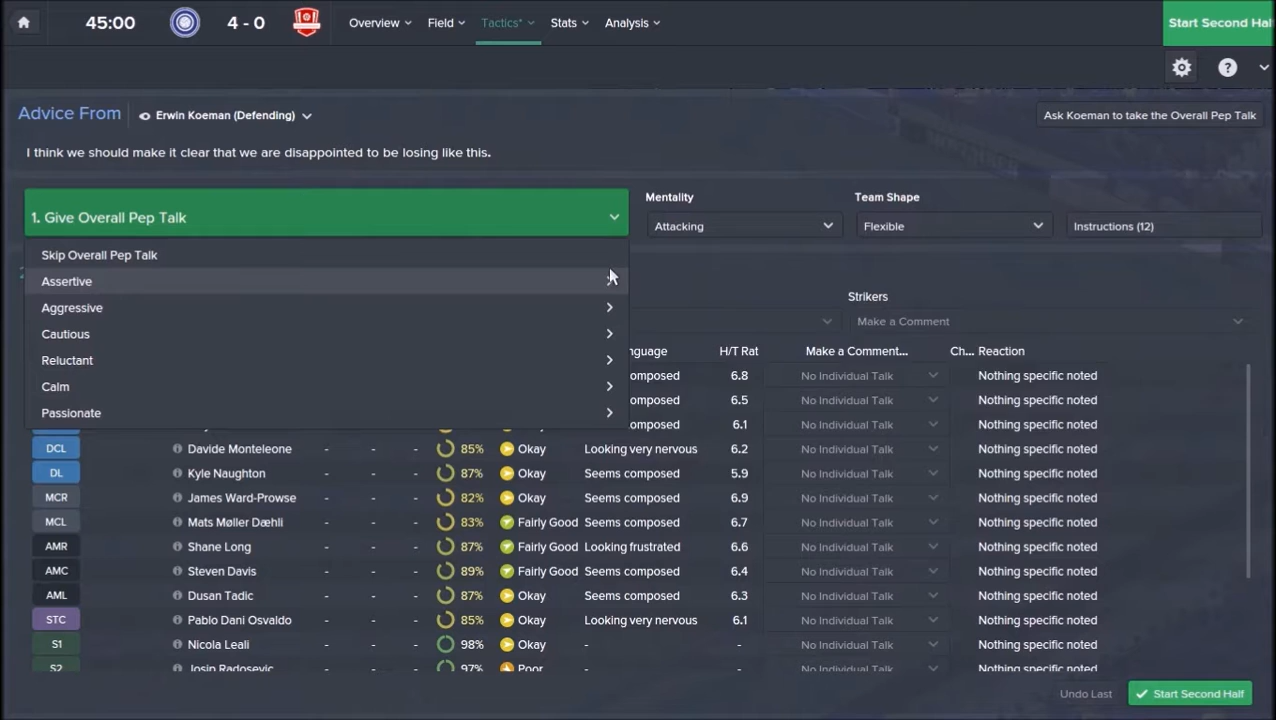 45:00 4 - 0 Overview Field Tactics* Stats Analysis Start Second Hal
Advice From Erwin Koeman (Defending) Ask Koeman to take the Overall Pep Talk
I think we should make it clear that we are disappointed to be losing like this.
1. Give Overall Pep Talk
Mentality Team Shape
Attacking Flexible Instructions (12)
Skip Overall Pep Talk
Assertive
Aggressive
Cautious
Reluctant
Calm
Passionate
Strikers
Make a Comment
nguage H/T Rat Make a Comment... Ch... Reaction
composed 6.8 No Individual Talk Nothing specific noted
composed 6.5 No Individual Talk Nothing specific noted
composed 6.1 No Individual Talk Nothing specific noted
DCL Davide Monteleone - - - 85% Okay Looking very nervous 6.2 No Individual Talk Nothing specific noted
DL Kyle Naughton - - - 87% Okay Seems composed 5.9 No Individual Talk Nothing specific noted
MCR James Ward-Prowse - - - 82% Okay Seems composed 6.9 No Individual Talk Nothing specific noted
MCL Mats Møller Dæhli - - - 83% Fairly Good Seems composed 6.7 No Individual Talk Nothing specific noted
AMR Shane Long - - - 87% Fairly Good Looking frustrated 6.6 No Individual Talk Nothing specific noted
AMC Steven Davis - - - 89% Fairly Good Seems composed 6.4 No Individual Talk Nothing specific noted
AML Dusan Tadic - - - 87% Okay Seems composed 6.3 No Individual Talk Nothing specific noted
STC Pablo Dani Osvaldo - - - 85% Okay Looking very nervous 6.1 No Individual Talk Nothing specific noted
S1 Nicola Leali - - - 98% Okay - - No Individual Talk Nothing specific noted
S2 Josip Radosevic - - - 97% Poor - - No Individual Talk Nothing specific noted
Undo Last Start Second Half